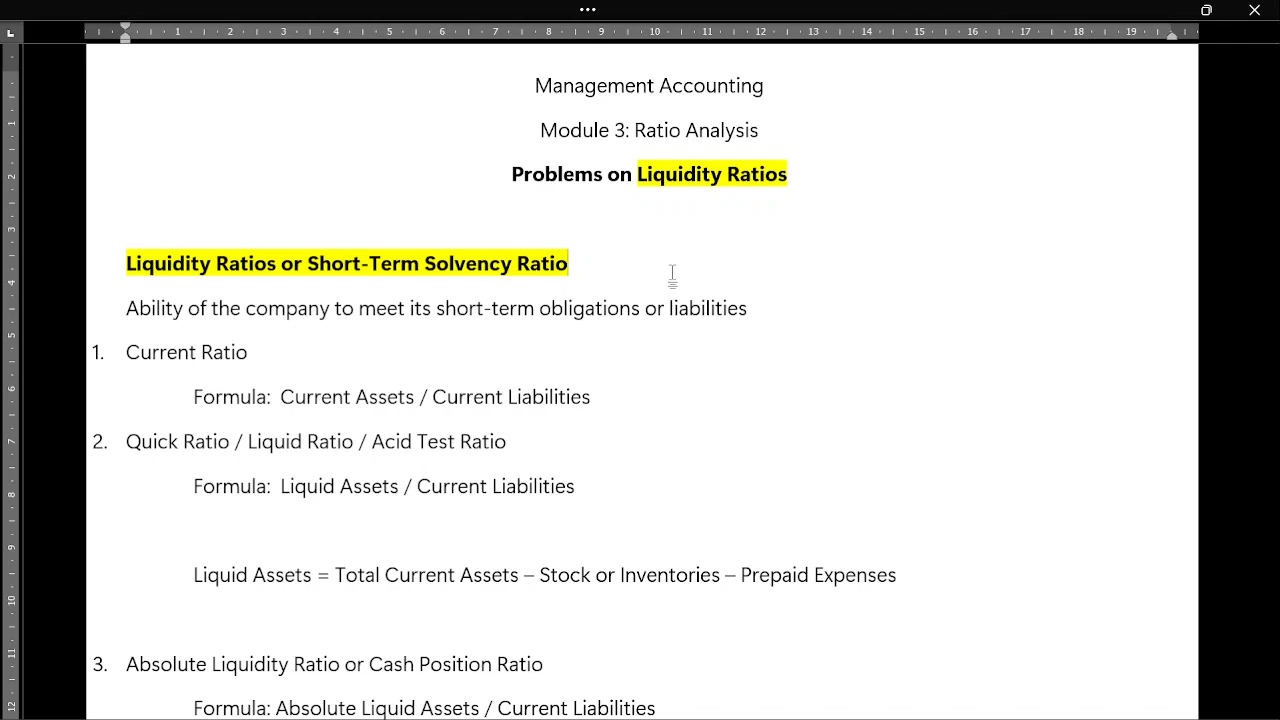 Management Accounting
Module 3: Ratio Analysis
Problems on Liquidity Ratios
Liquidity Ratios or Short-Term Solvency Ratio
Ability of the company to meet its short-term obligations or liabilities
1. Current Ratio
Formula: Current Assets / Current Liabilities
2. Quick Ratio / Liquid Ratio / Acid Test Ratio
Formula: Liquid Assets / Current Liabilities
Liquid Assets = Total Current Assets – Stock or Inventories – Prepaid Expenses
3. Absolute Liquidity Ratio or Cash Position Ratio
Formula: Absolute Liquid Assets / Current Liabilities